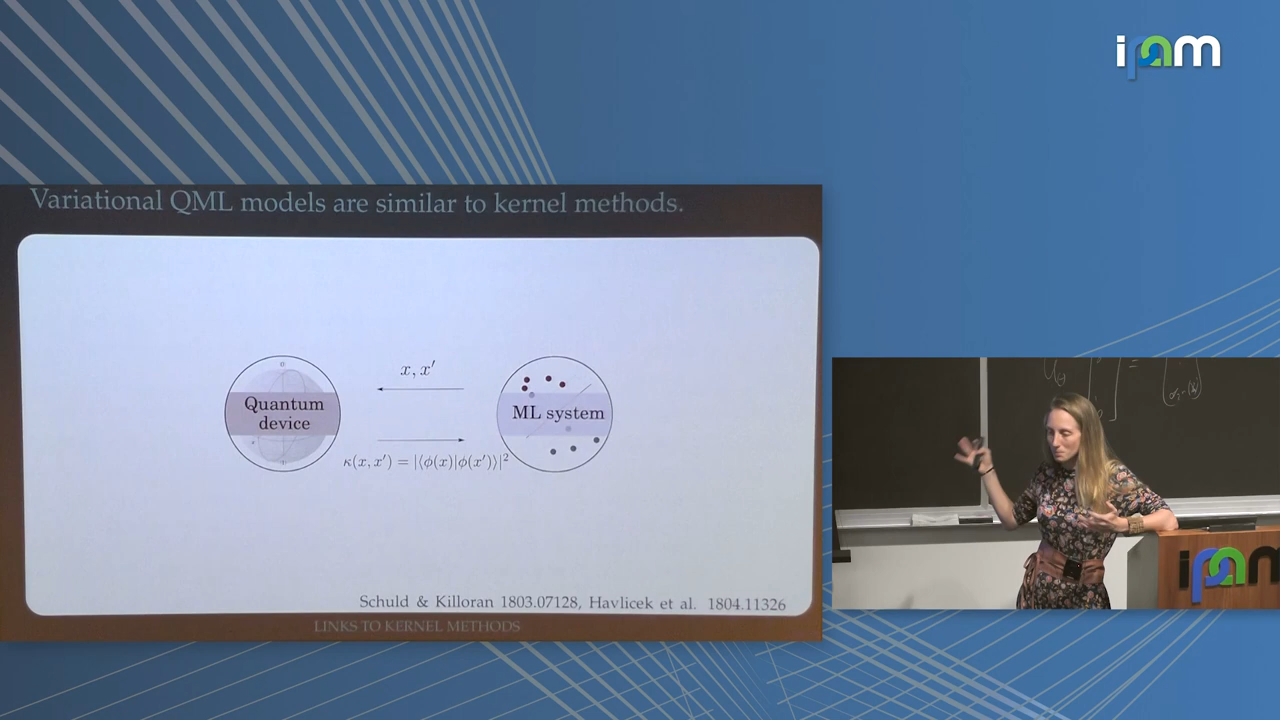 ipam
Variational QML models are similar to kernel methods.
x, x′
Quantum
device
ML system
κ(x, x′) = |⟨ϕ(x)|ϕ(x′)⟩|²
Schuld & Killoran 1803.07128, Havlicek et al. 1804.11326
LINKS TO KERNEL METHODS
ipam